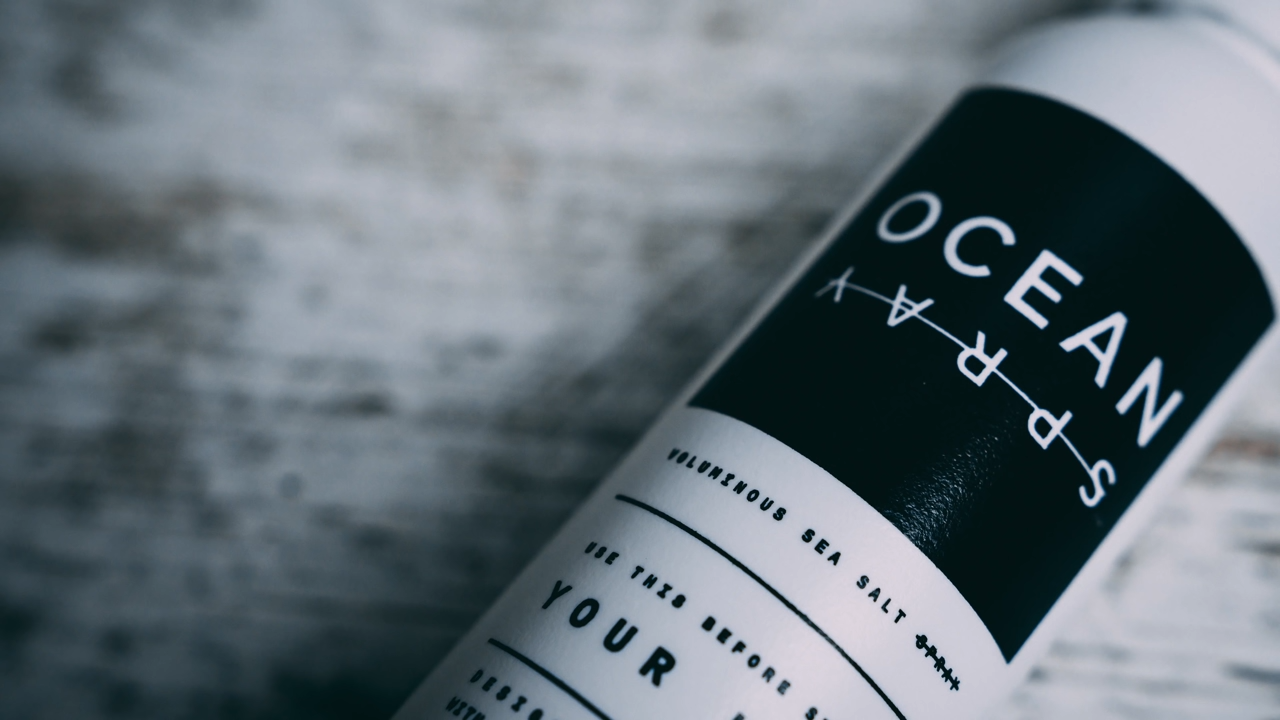 OCEAN
SPRAY
VOLUMINOUS SEA SALT SPRAY
USE THIS BEFORE
YOUR